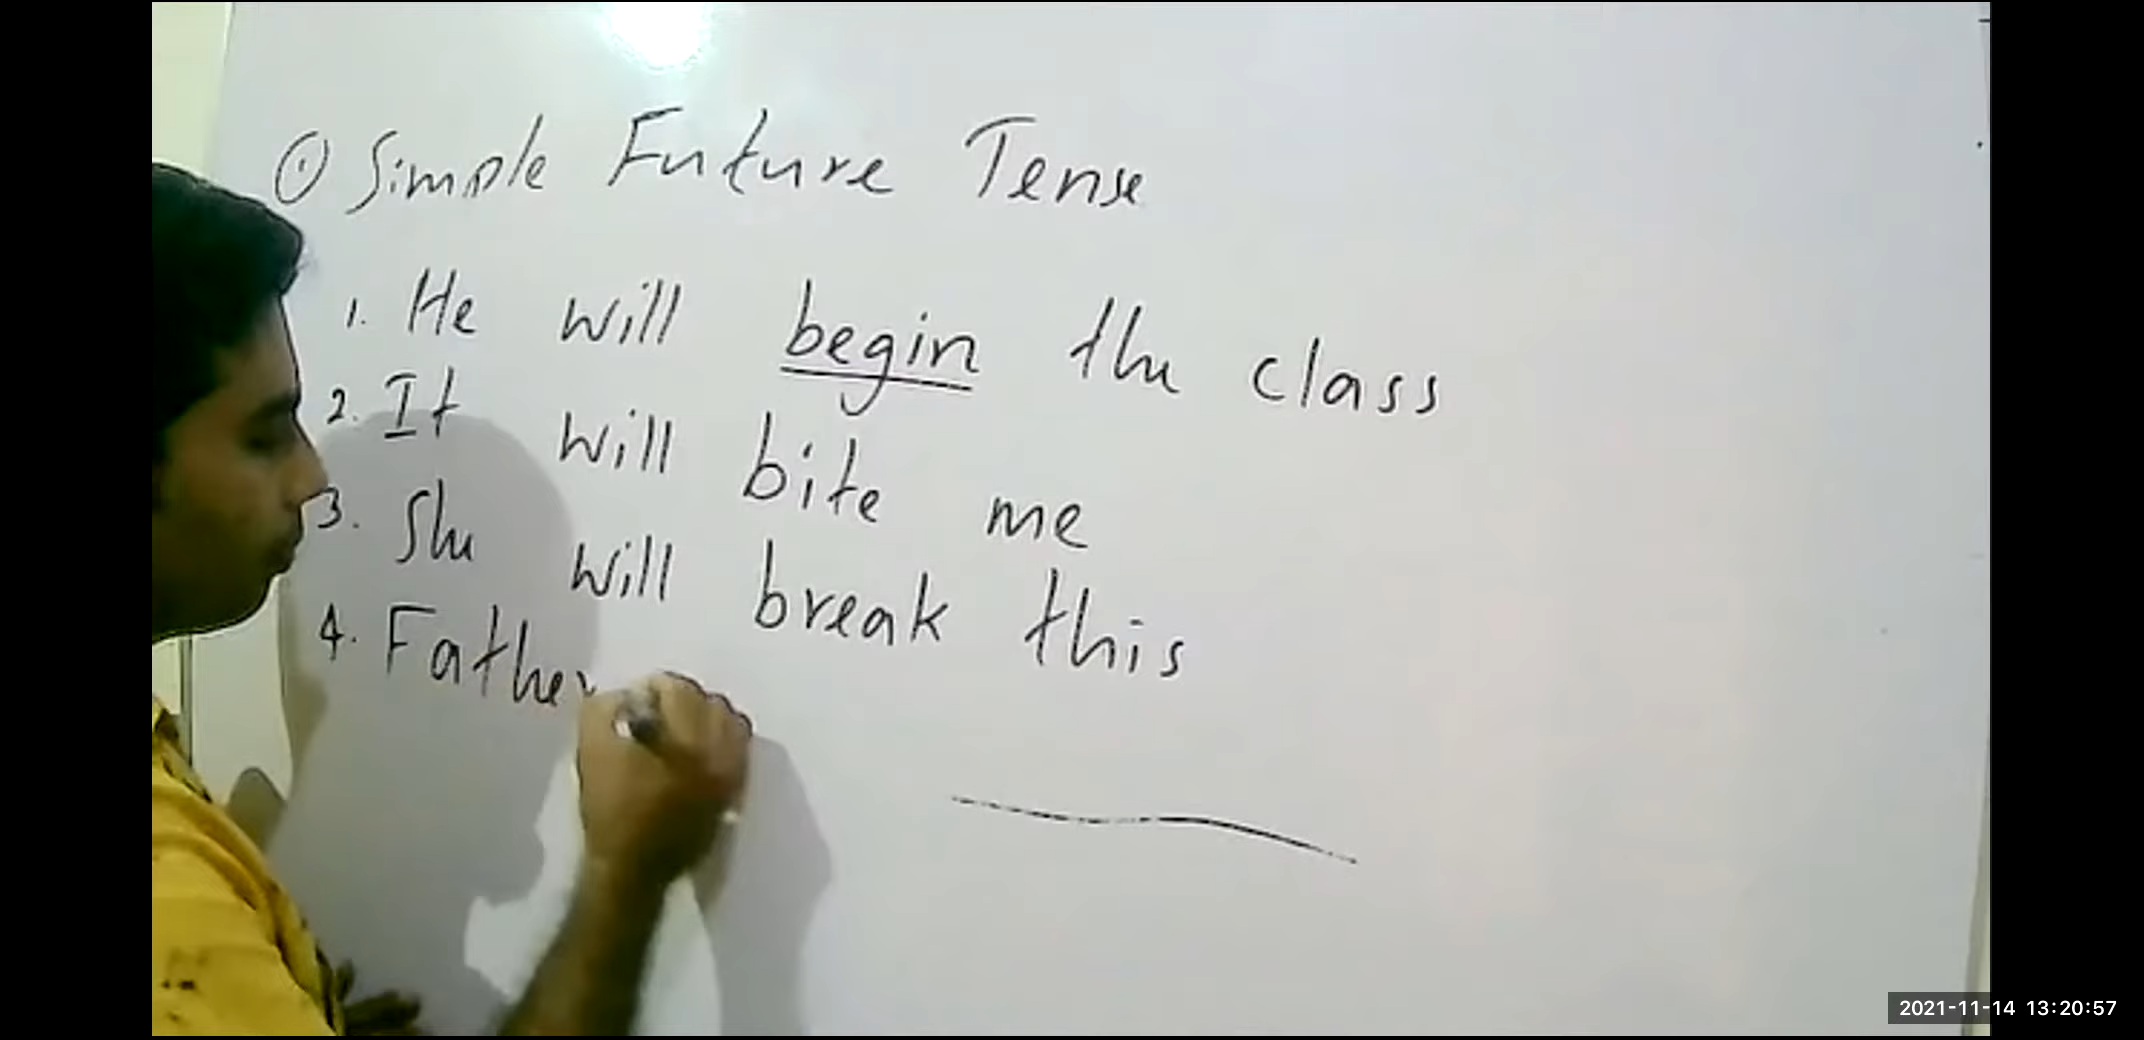 ① Simple Future Tense
1. He will begin the class
2. It will bite me
3. She will break this
4. Father
2021-11-14 13:20:57